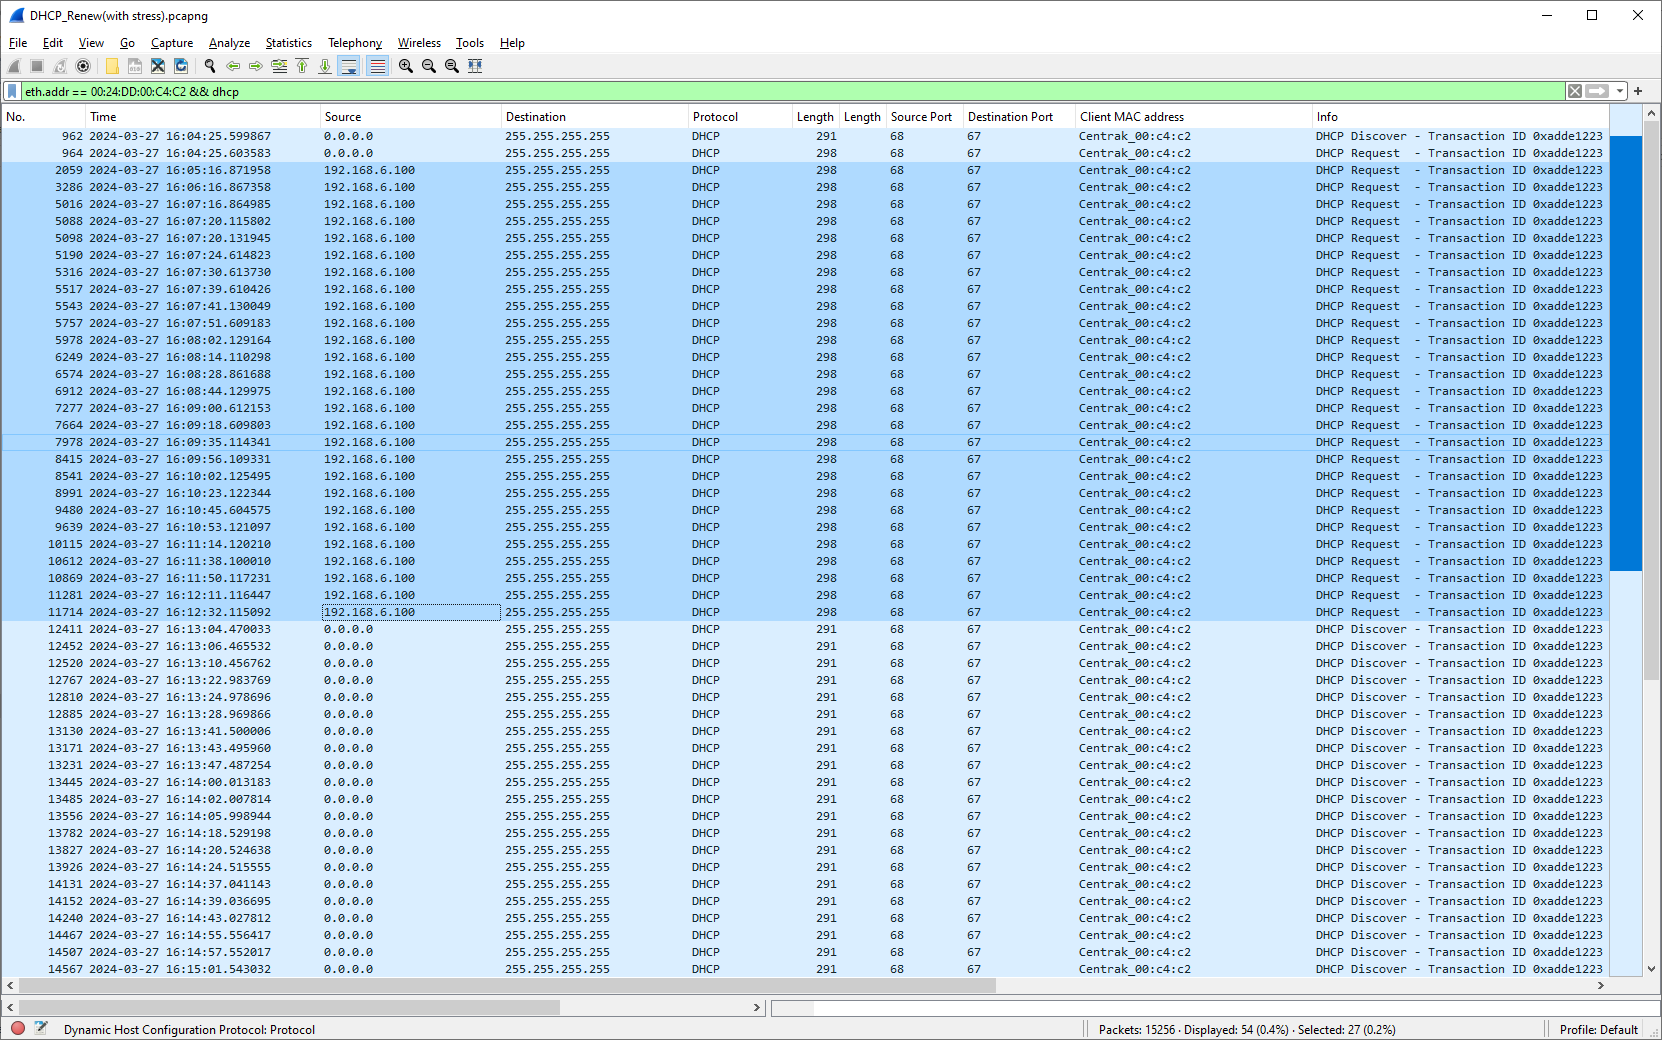 DHCP_Renew(with stress).pcapng
File Edit View Go Capture Analyze Statistics Telephony Wireless Tools Help
eth.addr == 00:24:DD:00:C4:C2 && dhcp
No. Time Source Destination Protocol Length Length Source Port Destination Port Client MAC address Info
962 2024-03-27 16:04:25.599867 0.0.0.0 255.255.255.255 DHCP 291 68 67 Centrak_00:c4:c2 DHCP Discover - Transaction ID 0xadde1223
964 2024-03-27 16:04:25.603583 0.0.0.0 255.255.255.255 DHCP 298 68 67 Centrak_00:c4:c2 DHCP Request - Transaction ID 0xadde1223
2059 2024-03-27 16:05:16.871958 192.168.6.100 255.255.255.255 DHCP 298 68 67 Centrak_00:c4:c2 DHCP Request - Transaction ID 0xadde1223
3286 2024-03-27 16:06:16.867358 192.168.6.100 255.255.255.255 DHCP 298 68 67 Centrak_00:c4:c2 DHCP Request - Transaction ID 0xadde1223
5016 2024-03-27 16:07:16.864985 192.168.6.100 255.255.255.255 DHCP 298 68 67 Centrak_00:c4:c2 DHCP Request - Transaction ID 0xadde1223
5088 2024-03-27 16:07:20.115802 192.168.6.100 255.255.255.255 DHCP 298 68 67 Centrak_00:c4:c2 DHCP Request - Transaction ID 0xadde1223
5098 2024-03-27 16:07:20.131945 192.168.6.100 255.255.255.255 DHCP 298 68 67 Centrak_00:c4:c2 DHCP Request - Transaction ID 0xadde1223
5190 2024-03-27 16:07:24.614823 192.168.6.100 255.255.255.255 DHCP 298 68 67 Centrak_00:c4:c2 DHCP Request - Transaction ID 0xadde1223
5316 2024-03-27 16:07:30.613730 192.168.6.100 255.255.255.255 DHCP 298 68 67 Centrak_00:c4:c2 DHCP Request - Transaction ID 0xadde1223
5517 2024-03-27 16:07:39.610426 192.168.6.100 255.255.255.255 DHCP 298 68 67 Centrak_00:c4:c2 DHCP Request - Transaction ID 0xadde1223
5543 2024-03-27 16:07:41.130049 192.168.6.100 255.255.255.255 DHCP 298 68 67 Centrak_00:c4:c2 DHCP Request - Transaction ID 0xadde1223
5757 2024-03-27 16:07:51.609183 192.168.6.100 255.255.255.255 DHCP 298 68 67 Centrak_00:c4:c2 DHCP Request - Transaction ID 0xadde1223
5978 2024-03-27 16:08:02.129164 192.168.6.100 255.255.255.255 DHCP 298 68 67 Centrak_00:c4:c2 DHCP Request - Transaction ID 0xadde1223
6249 2024-03-27 16:08:14.110298 192.168.6.100 255.255.255.255 DHCP 298 68 67 Centrak_00:c4:c2 DHCP Request - Transaction ID 0xadde1223
6574 2024-03-27 16:08:28.861688 192.168.6.100 255.255.255.255 DHCP 298 68 67 Centrak_00:c4:c2 DHCP Request - Transaction ID 0xadde1223
6912 2024-03-27 16:08:44.129975 192.168.6.100 255.255.255.255 DHCP 298 68 67 Centrak_00:c4:c2 DHCP Request - Transaction ID 0xadde1223
7277 2024-03-27 16:09:00.612153 192.168.6.100 255.255.255.255 DHCP 298 68 67 Centrak_00:c4:c2 DHCP Request - Transaction ID 0xadde1223
7664 2024-03-27 16:09:18.609803 192.168.6.100 255.255.255.255 DHCP 298 68 67 Centrak_00:c4:c2 DHCP Request - Transaction ID 0xadde1223
7978 2024-03-27 16:09:35.114341 192.168.6.100 255.255.255.255 DHCP 298 68 67 Centrak_00:c4:c2 DHCP Request - Transaction ID 0xadde1223
8415 2024-03-27 16:09:56.109331 192.168.6.100 255.255.255.255 DHCP 298 68 67 Centrak_00:c4:c2 DHCP Request - Transaction ID 0xadde1223
8541 2024-03-27 16:10:02.125495 192.168.6.100 255.255.255.255 DHCP 298 68 67 Centrak_00:c4:c2 DHCP Request - Transaction ID 0xadde1223
8991 2024-03-27 16:10:23.122344 192.168.6.100 255.255.255.255 DHCP 298 68 67 Centrak_00:c4:c2 DHCP Request - Transaction ID 0xadde1223
9480 2024-03-27 16:10:45.604575 192.168.6.100 255.255.255.255 DHCP 298 68 67 Centrak_00:c4:c2 DHCP Request - Transaction ID 0xadde1223
9639 2024-03-27 16:10:53.121097 192.168.6.100 255.255.255.255 DHCP 298 68 67 Centrak_00:c4:c2 DHCP Request - Transaction ID 0xadde1223
10115 2024-03-27 16:11:14.120210 192.168.6.100 255.255.255.255 DHCP 298 68 67 Centrak_00:c4:c2 DHCP Request - Transaction ID 0xadde1223
10612 2024-03-27 16:11:38.100010 192.168.6.100 255.255.255.255 DHCP 298 68 67 Centrak_00:c4:c2 DHCP Request - Transaction ID 0xadde1223
10869 2024-03-27 16:11:50.117231 192.168.6.100 255.255.255.255 DHCP 298 68 67 Centrak_00:c4:c2 DHCP Request - Transaction ID 0xadde1223
11281 2024-03-27 16:12:11.116447 192.168.6.100 255.255.255.255 DHCP 298 68 67 Centrak_00:c4:c2 DHCP Request - Transaction ID 0xadde1223
11714 2024-03-27 16:12:32.115092 192.168.6.100 255.255.255.255 DHCP 298 68 67 Centrak_00:c4:c2 DHCP Request - Transaction ID 0xadde1223
12411 2024-03-27 16:13:04.470033 0.0.0.0 255.255.255.255 DHCP 291 68 67 Centrak_00:c4:c2 DHCP Discover - Transaction ID 0xadde1223
12452 2024-03-27 16:13:06.465532 0.0.0.0 255.255.255.255 DHCP 291 68 67 Centrak_00:c4:c2 DHCP Discover - Transaction ID 0xadde1223
12520 2024-03-27 16:13:10.456762 0.0.0.0 255.255.255.255 DHCP 291 68 67 Centrak_00:c4:c2 DHCP Discover - Transaction ID 0xadde1223
12767 2024-03-27 16:13:22.983769 0.0.0.0 255.255.255.255 DHCP 291 68 67 Centrak_00:c4:c2 DHCP Discover - Transaction ID 0xadde1223
12810 2024-03-27 16:13:24.978696 0.0.0.0 255.255.255.255 DHCP 291 68 67 Centrak_00:c4:c2 DHCP Discover - Transaction ID 0xadde1223
12885 2024-03-27 16:13:28.969866 0.0.0.0 255.255.255.255 DHCP 291 68 67 Centrak_00:c4:c2 DHCP Discover - Transaction ID 0xadde1223
13130 2024-03-27 16:13:41.500006 0.0.0.0 255.255.255.255 DHCP 291 68 67 Centrak_00:c4:c2 DHCP Discover - Transaction ID 0xadde1223
13171 2024-03-27 16:13:43.495960 0.0.0.0 255.255.255.255 DHCP 291 68 67 Centrak_00:c4:c2 DHCP Discover - Transaction ID 0xadde1223
13231 2024-03-27 16:13:47.487254 0.0.0.0 255.255.255.255 DHCP 291 68 67 Centrak_00:c4:c2 DHCP Discover - Transaction ID 0xadde1223
13445 2024-03-27 16:14:00.013183 0.0.0.0 255.255.255.255 DHCP 291 68 67 Centrak_00:c4:c2 DHCP Discover - Transaction ID 0xadde1223
13485 2024-03-27 16:14:02.007814 0.0.0.0 255.255.255.255 DHCP 291 68 67 Centrak_00:c4:c2 DHCP Discover - Transaction ID 0xadde1223
13556 2024-03-27 16:14:05.998944 0.0.0.0 255.255.255.255 DHCP 291 68 67 Centrak_00:c4:c2 DHCP Discover - Transaction ID 0xadde1223
13782 2024-03-27 16:14:18.529198 0.0.0.0 255.255.255.255 DHCP 291 68 67 Centrak_00:c4:c2 DHCP Discover - Transaction ID 0xadde1223
13827 2024-03-27 16:14:20.524638 0.0.0.0 255.255.255.255 DHCP 291 68 67 Centrak_00:c4:c2 DHCP Discover - Transaction ID 0xadde1223
13926 2024-03-27 16:14:24.515555 0.0.0.0 255.255.255.255 DHCP 291 68 67 Centrak_00:c4:c2 DHCP Discover - Transaction ID 0xadde1223
14131 2024-03-27 16:14:37.041143 0.0.0.0 255.255.255.255 DHCP 291 68 67 Centrak_00:c4:c2 DHCP Discover - Transaction ID 0xadde1223
14152 2024-03-27 16:14:39.036695 0.0.0.0 255.255.255.255 DHCP 291 68 67 Centrak_00:c4:c2 DHCP Discover - Transaction ID 0xadde1223
14240 2024-03-27 16:14:43.027812 0.0.0.0 255.255.255.255 DHCP 291 68 67 Centrak_00:c4:c2 DHCP Discover - Transaction ID 0xadde1223
14467 2024-03-27 16:14:55.556417 0.0.0.0 255.255.255.255 DHCP 291 68 67 Centrak_00:c4:c2 DHCP Discover - Transaction ID 0xadde1223
14507 2024-03-27 16:14:57.552017 0.0.0.0 255.255.255.255 DHCP 291 68 67 Centrak_00:c4:c2 DHCP Discover - Transaction ID 0xadde1223
14567 2024-03-27 16:15:01.543032 0.0.0.0 255.255.255.255 DHCP 291 68 67 Centrak_00:c4:c2 DHCP Discover - Transaction ID 0xadde1223
Dynamic Host Configuration Protocol: Protocol Packets: 15256 · Displayed: 54 (0.4%) · Selected: 27 (0.2%) Profile: Default